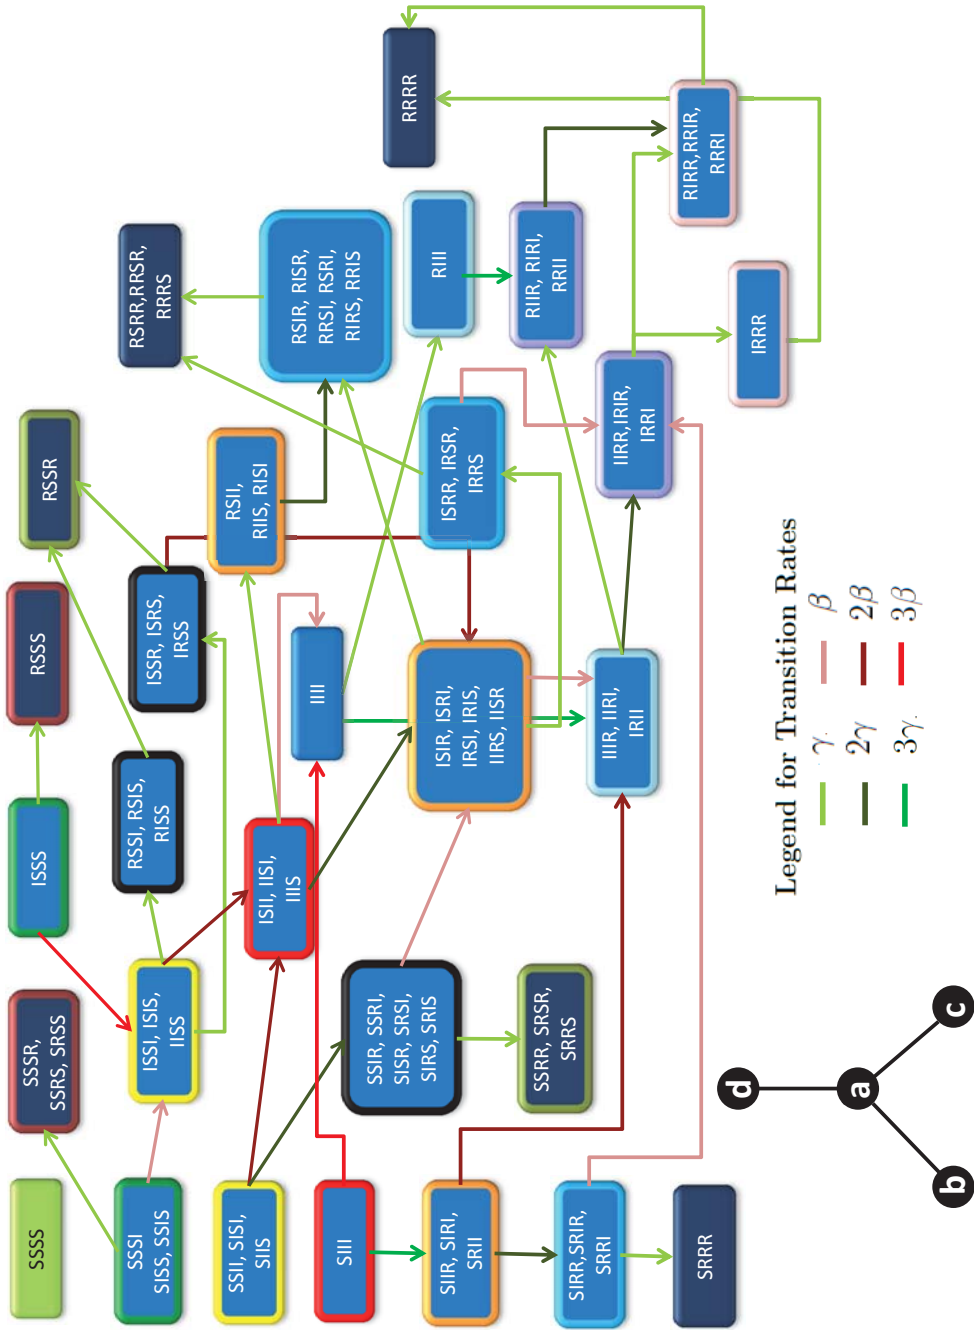 SSSS
SSSR,
SSRS, SRSS
ISSS
RSSS
RSSR
SSSI
SISS, SSIS
ISSI, ISIS,
IISS
RSSI, RSIS,
RISS
ISSR, ISRS,
IRSS
RSRR,RRSR,
RRRS
SSII, SISI,
SIIS
ISII, IISI,
IIIS
RSII,
RIIS, RISI
RSIR, RISR,
RRSI, RSRI,
RIRS, RRIS
SIII
IIII
SSIR, SSRI,
SISR, SRSI,
SIRS, SRIS
RRRR
SIIR, SIRI,
SRII
ISIR, ISRI,
IRSI, IRIS,
IIRS, IISR
ISRR, IRSR,
IRRS
RIII
SSRR, SRSR,
SRRS
RIIR, RIRI,
RRII
SIRR,SRIR,
SRRI
IIIR, IIRI,
IRII
IIRR,IRIR,
IRRI
SRRR
RIRR,RRIR,
RRRI
IRRR
Legend for Transition Rates
γ. β
2γ 2β
3γ. 3β
d
a
b
c